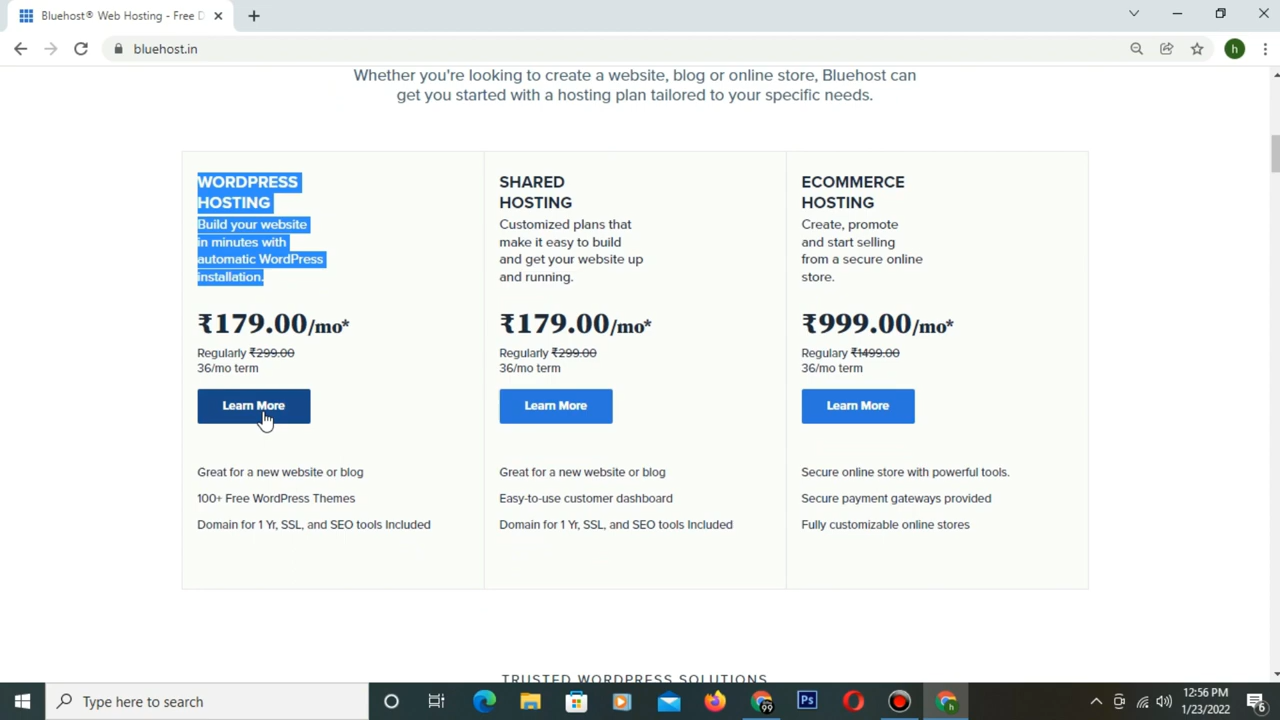 Bluehost® Web Hosting - Free D
bluehost.in
h
Whether you're looking to create a website, blog or online store, Bluehost can
get you started with a hosting plan tailored to your specific needs.
WORDPRESS
HOSTING
Build your website
in minutes with
automatic WordPress
installation.
₹179.00/mo*
Regularly ₹299.00
36/mo term
Learn More
Great for a new website or blog
100+ Free WordPress Themes
Domain for 1 Yr, SSL, and SEO tools Included
SHARED
HOSTING
Customized plans that
make it easy to build
and get your website up
and running.
₹179.00/mo*
Regularly ₹299.00
36/mo term
Learn More
Great for a new website or blog
Easy-to-use customer dashboard
Domain for 1 Yr, SSL, and SEO tools Included
ECOMMERCE
HOSTING
Create, promote
and start selling
from a secure online
store.
₹999.00/mo*
Regulary ₹1499.00
36/mo term
Learn More
Secure online store with powerful tools.
Secure payment gateways provided
Fully customizable online stores
TRUSTED WORDPRESS SOLUTIONS
Type here to search
99
Ps
h
12:56 PM
1/23/2022
6